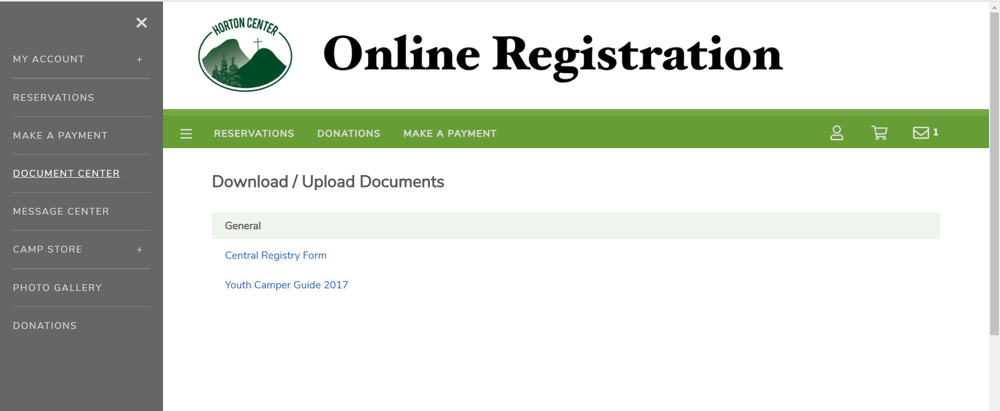 ×
MY ACCOUNT +
RESERVATIONS
MAKE A PAYMENT
DOCUMENT CENTER
MESSAGE CENTER
CAMP STORE +
PHOTO GALLERY
DONATIONS
HORTON CENTER
Online Registration
RESERVATIONS DONATIONS MAKE A PAYMENT 1
Download / Upload Documents
General
Central Registry Form
Youth Camper Guide 2017